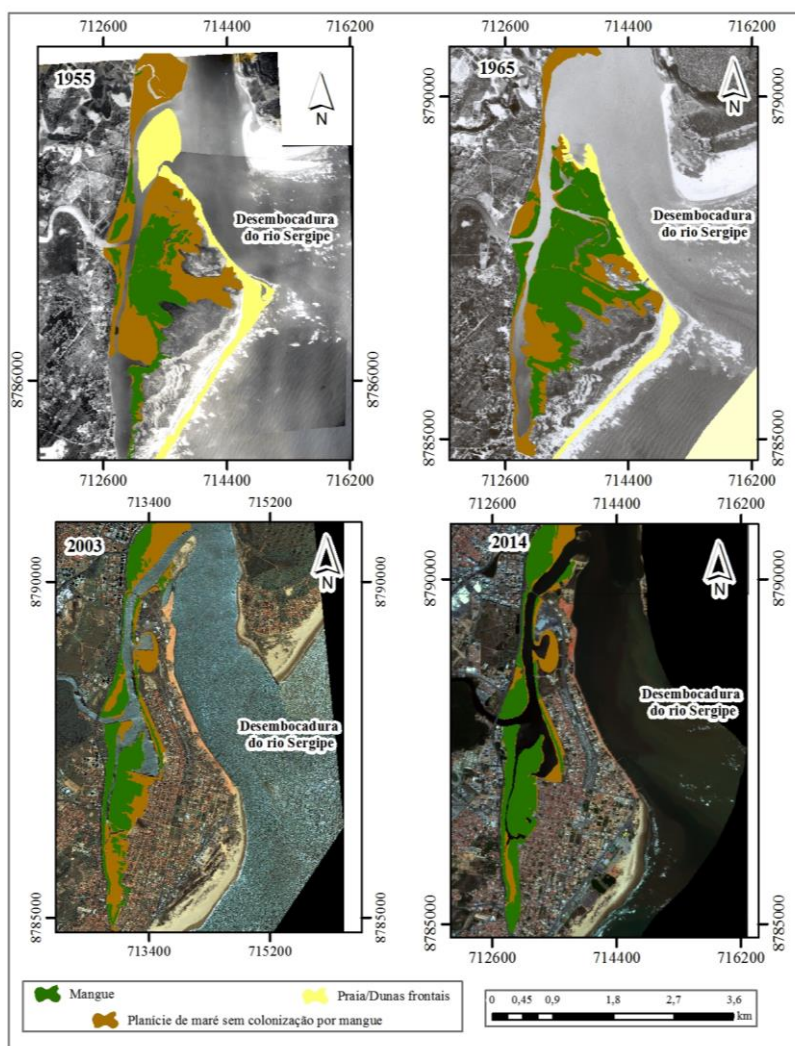 712600 714400 716200
1955
N
Desembocadura
do rio Sergipe
8786000
712600 714400 716200
712600 714400 716200
8790000
1965
N
Desembocadura
do rio Sergipe
8785000
712600 714400 716200
713400 715200
2003
N
8790000
8790000
Desembocadura
do rio Sergipe
8785000
8785000
713400 715200
712600 714400 716200
8790000
2014
N
8790000
Desembocadura
do rio Sergipe
8785000
8785000
712600 714400 716200
Mangue
Praia/Dunas frontais
Planície de maré sem colonização por mangue
0 0,45 0,9 1,8 2,7 3,6
km